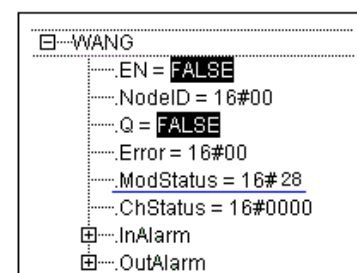 WANG
.EN = FALSE
.NodeID = 16#00
.Q = FALSE
.Error = 16#00
.ModStatus = 16#28
.ChStatus = 16#0000
.InAlarm
.OutAlarm